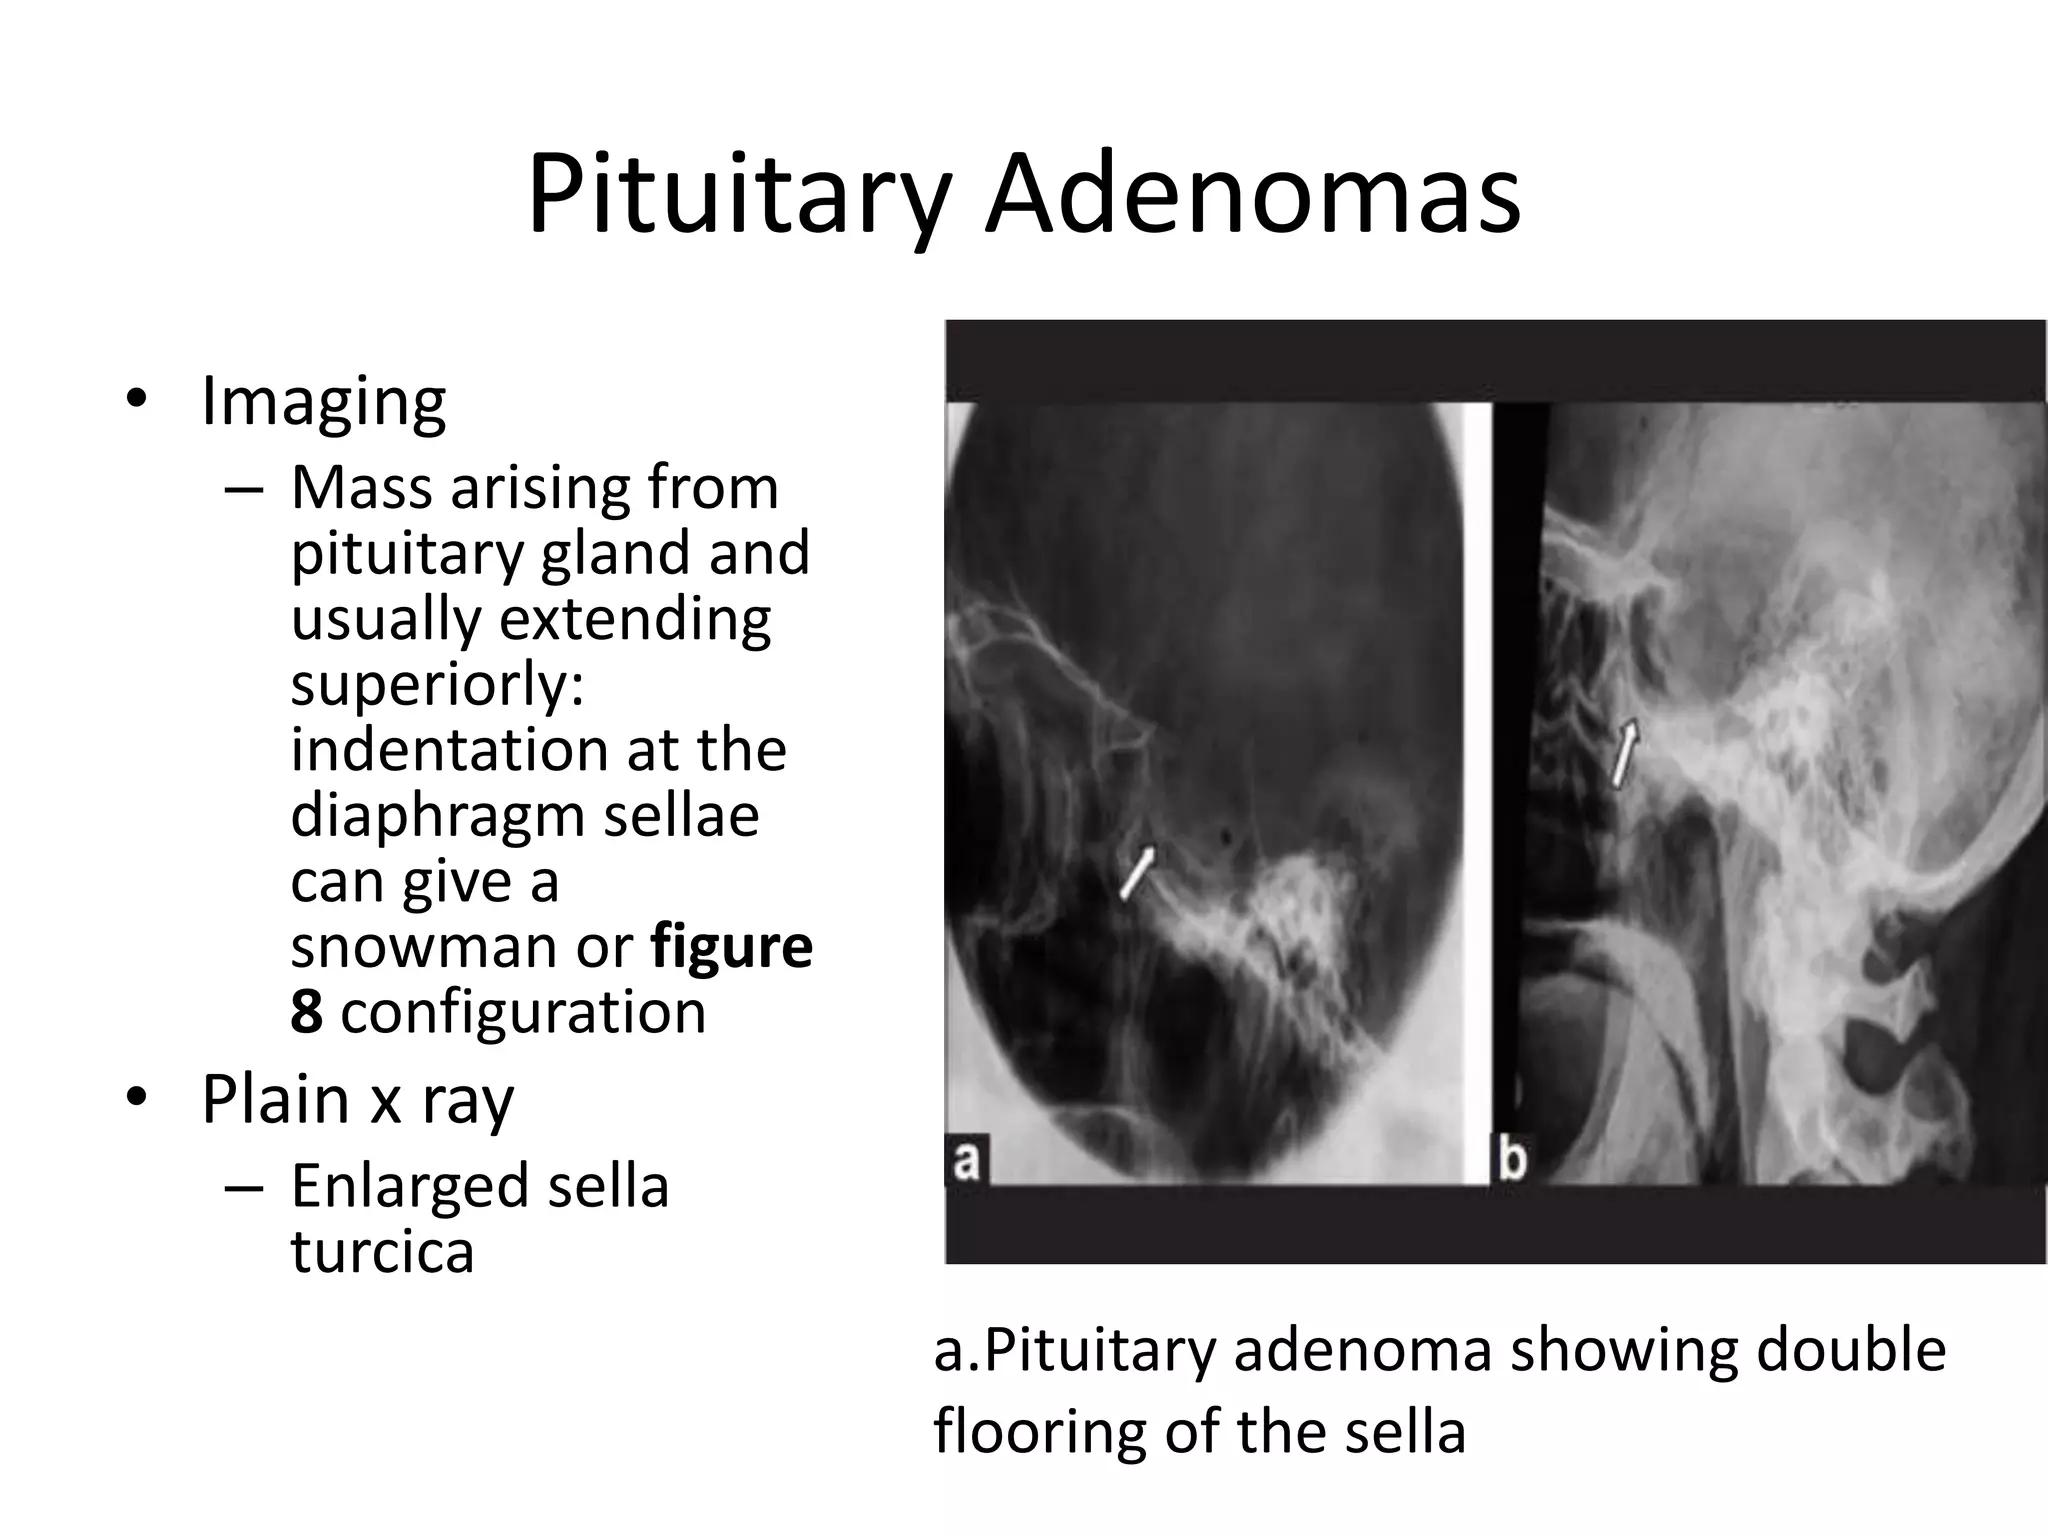 Pituitary Adenomas
• Imaging
– Mass arising from
pituitary gland and
usually extending
superiorly:
indentation at the
diaphragm sellae
can give a
snowman or figure
8 configuration
• Plain x ray
– Enlarged sella
turcica
a
b
a.Pituitary adenoma showing double
flooring of the sella